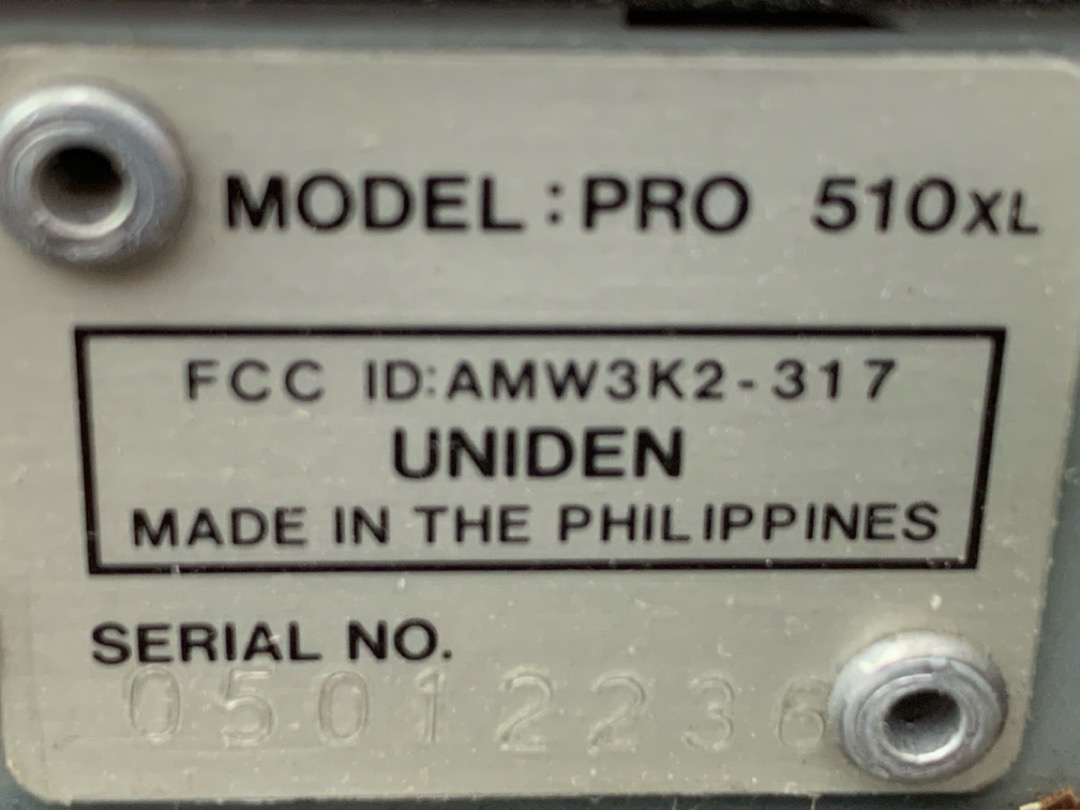 MODEL:PRO 510XL
FCC ID:AMW3K2-317
UNIDEN
MADE IN THE PHILIPPINES
SERIAL NO.
05012236